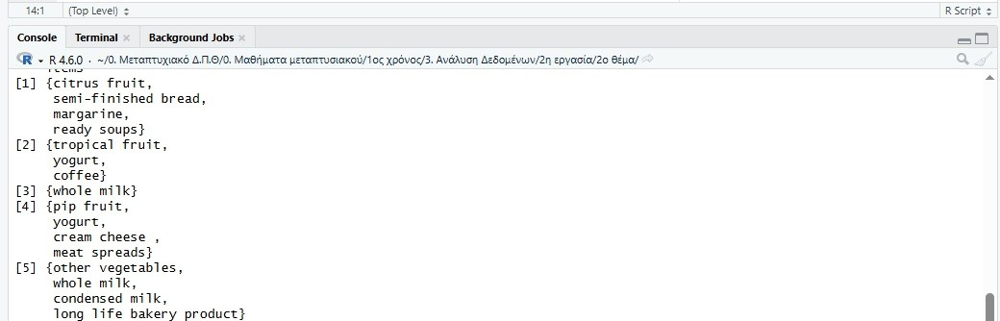 14:1 (Top Level) R Script
Console Terminal Background Jobs
R 4.6.0 · ~/0. Μεταπτυχιακό Δ.Π.Θ/0. Μαθήματα μεταπτυσιακού/1ος χρόνος/3. Ανάλυση Δεδομένων/2η εργασία/2ο θέμα/
items
[1] {citrus fruit,
semi-finished bread,
margarine,
ready soups}
[2] {tropical fruit,
yogurt,
coffee}
[3] {whole milk}
[4] {pip fruit,
yogurt,
cream cheese ,
meat spreads}
[5] {other vegetables,
whole milk,
condensed milk,
long life bakery product}